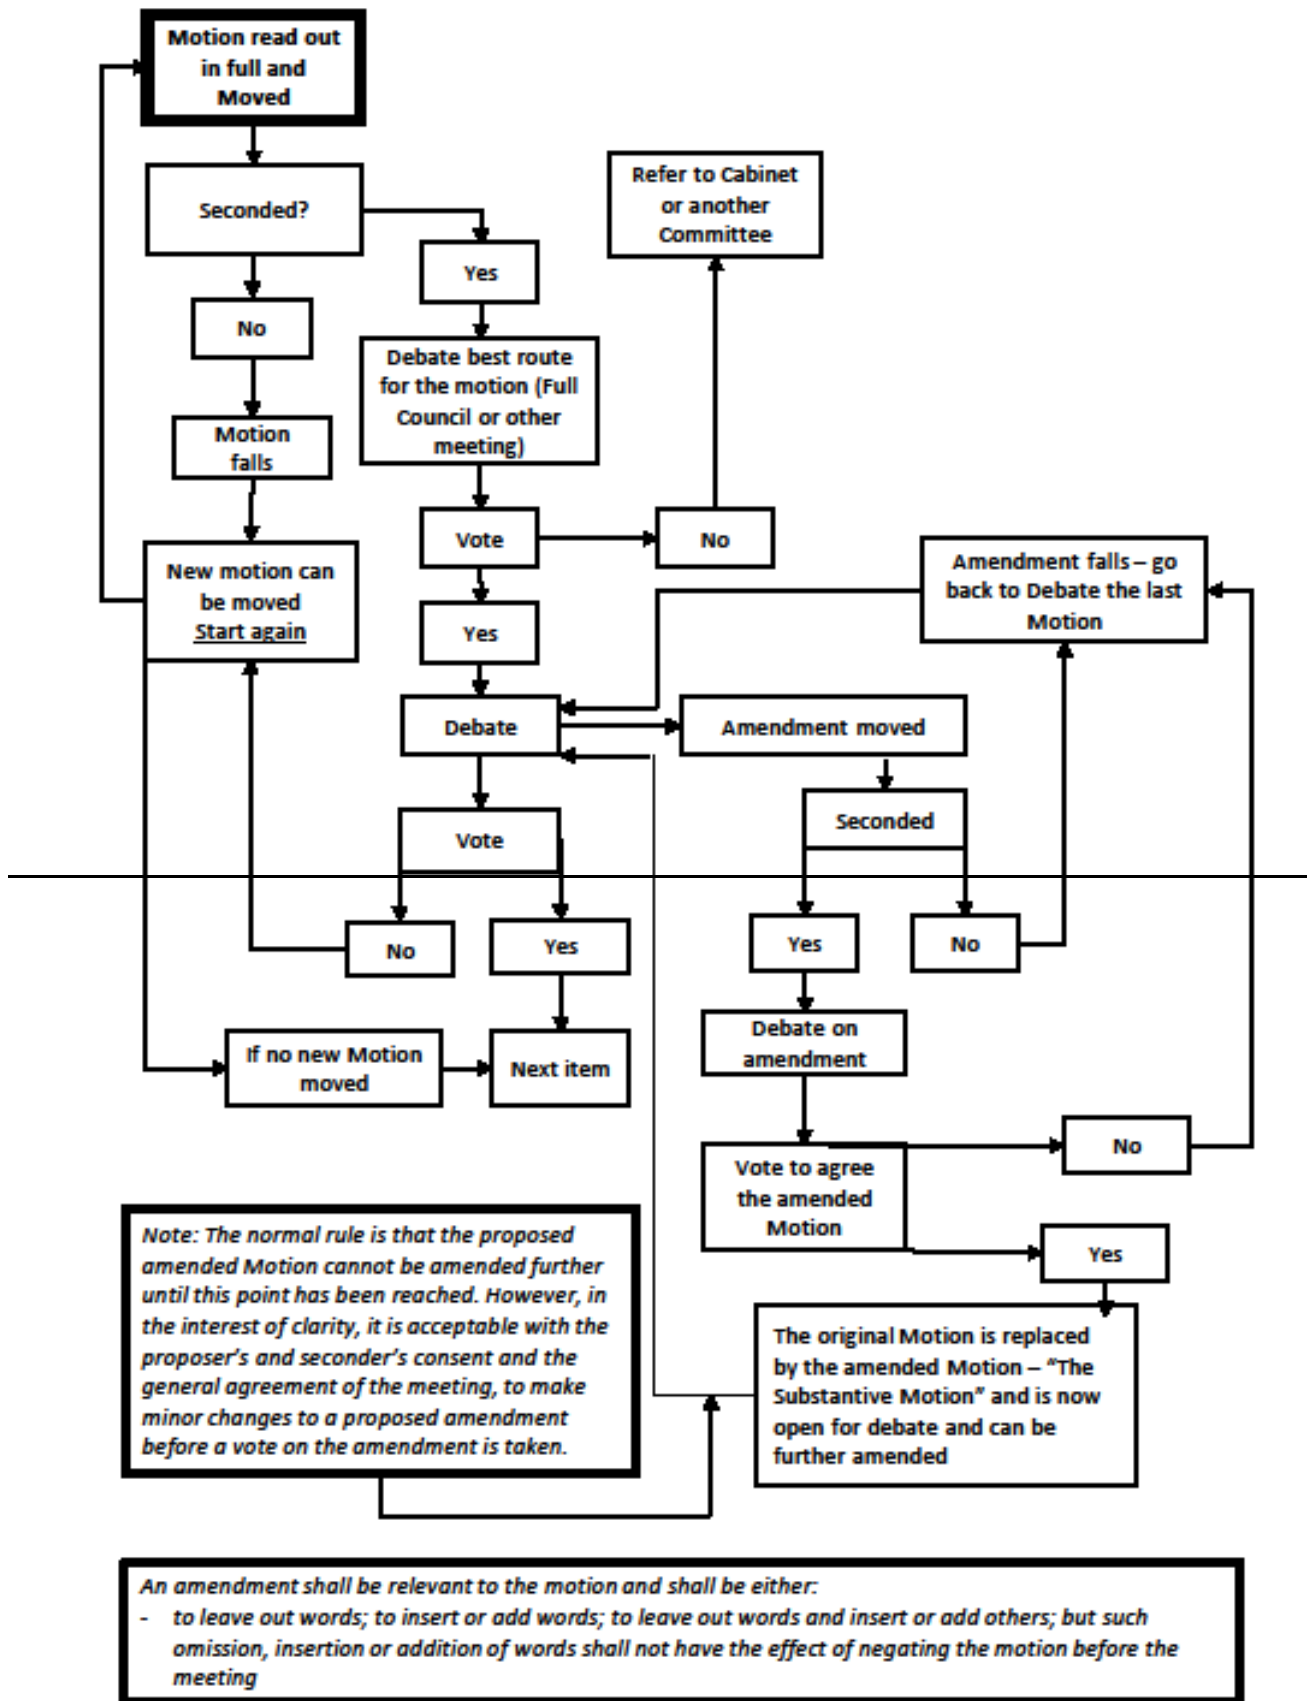 Motion read out
in full and
Moved
Seconded?
Refer to Cabinet
or another
Committee
Yes
No
Debate best route
for the motion (Full
Council or other
meeting)
Motion
falls
Vote
No
New motion can
be moved
Start again
Amendment falls – go
back to Debate the last
Motion
Yes
Debate
Amendment moved
Seconded
Vote
No
Yes
Yes
No
Debate on
amendment
If no new Motion
moved
Next item
No
Vote to agree
the amended
Motion
Yes
Note: The normal rule is that the proposed
amended Motion cannot be amended further
until this point has been reached. However, in
the interest of clarity, it is acceptable with the
proposer’s and seconder’s consent and the
general agreement of the meeting, to make
minor changes to a proposed amendment
before a vote on the amendment is taken.
The original Motion is replaced
by the amended Motion – “The
Substantive Motion” and is now
open for debate and can be
further amended
An amendment shall be relevant to the motion and shall be either:
- to leave out words; to insert or add words; to leave out words and insert or add others; but such
omission, insertion or addition of words shall not have the effect of negating the motion before the
meeting